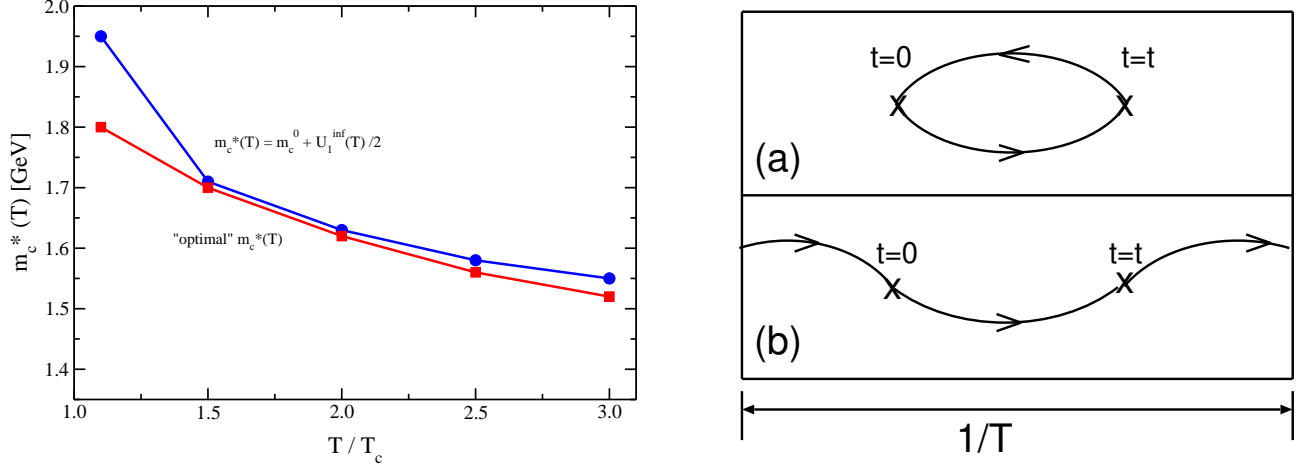 2.0
1.9
1.8
1.7
1.6
1.5
1.4
m_c* (T) [GeV]
m_c*(T) = m_c^0 + U_1^inf(T) /2
"optimal" m_c*(T)
1.0 1.5 2.0 2.5 3.0
T / T_c
t=0 t=t
X X
(a)
t=0 t=t
X X
(b)
1/T